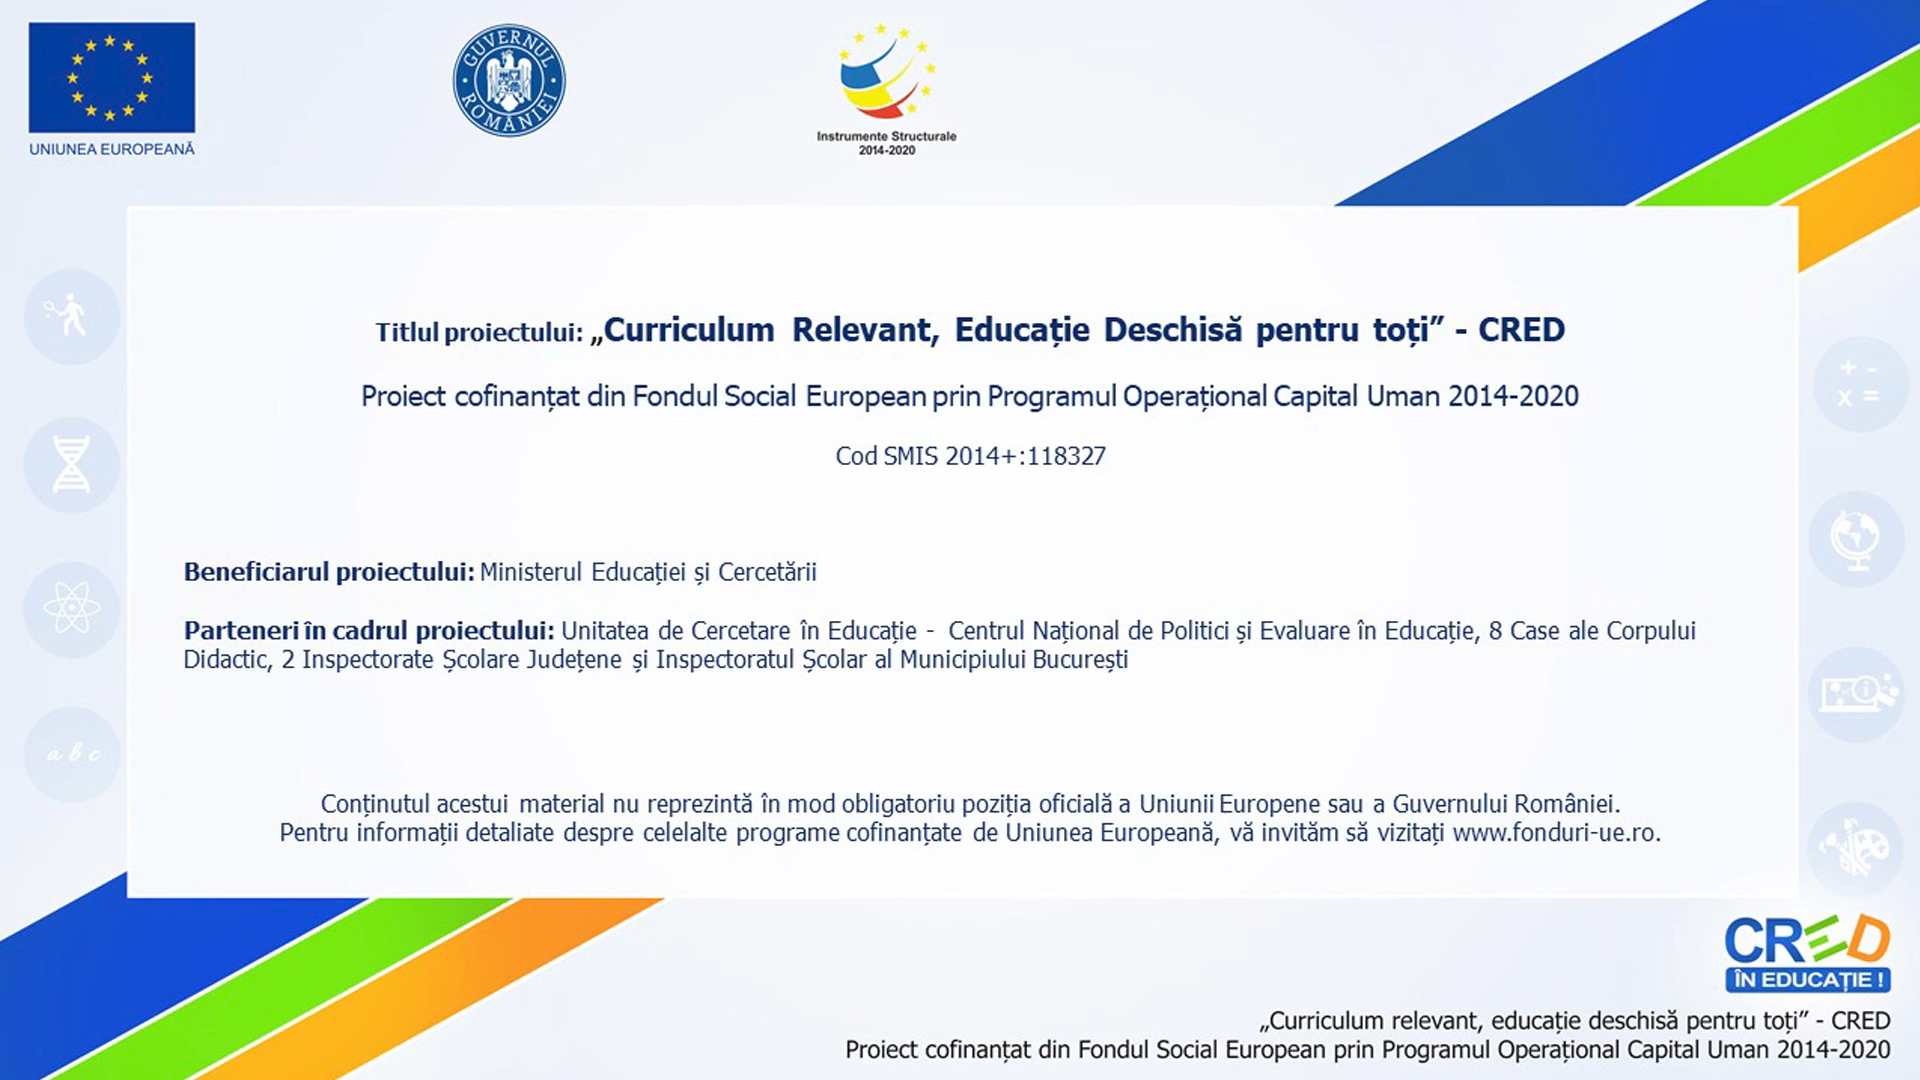 UNIUNEA EUROPEANĂ
GUVERNUL ROMÂNIEI
Instrumente Structurale
2014-2020
Titlul proiectului: „Curriculum Relevant, Educație Deschisă pentru toți” - CRED
Proiect cofinanțat din Fondul Social European prin Programul Operațional Capital Uman 2014-2020
Cod SMIS 2014+:118327
Beneficiarul proiectului: Ministerul Educației și Cercetării
Parteneri în cadrul proiectului: Unitatea de Cercetare în Educație - Centrul Național de Politici și Evaluare în Educație, 8 Case ale Corpului
Didactic, 2 Inspectorate Școlare Județene și Inspectoratul Școlar al Municipiului București
a b c
+ -
x =
i
Conținutul acestui material nu reprezintă în mod obligatoriu poziția oficială a Uniunii Europene sau a Guvernului României.
Pentru informații detaliate despre celelalte programe cofinanțate de Uniunea Europeană, vă invităm să vizitați www.fonduri-ue.ro.
CRED
ÎN EDUCAȚIE !
„Curriculum relevant, educație deschisă pentru toți” - CRED
Proiect cofinanțat din Fondul Social European prin Programul Operațional Capital Uman 2014-2020